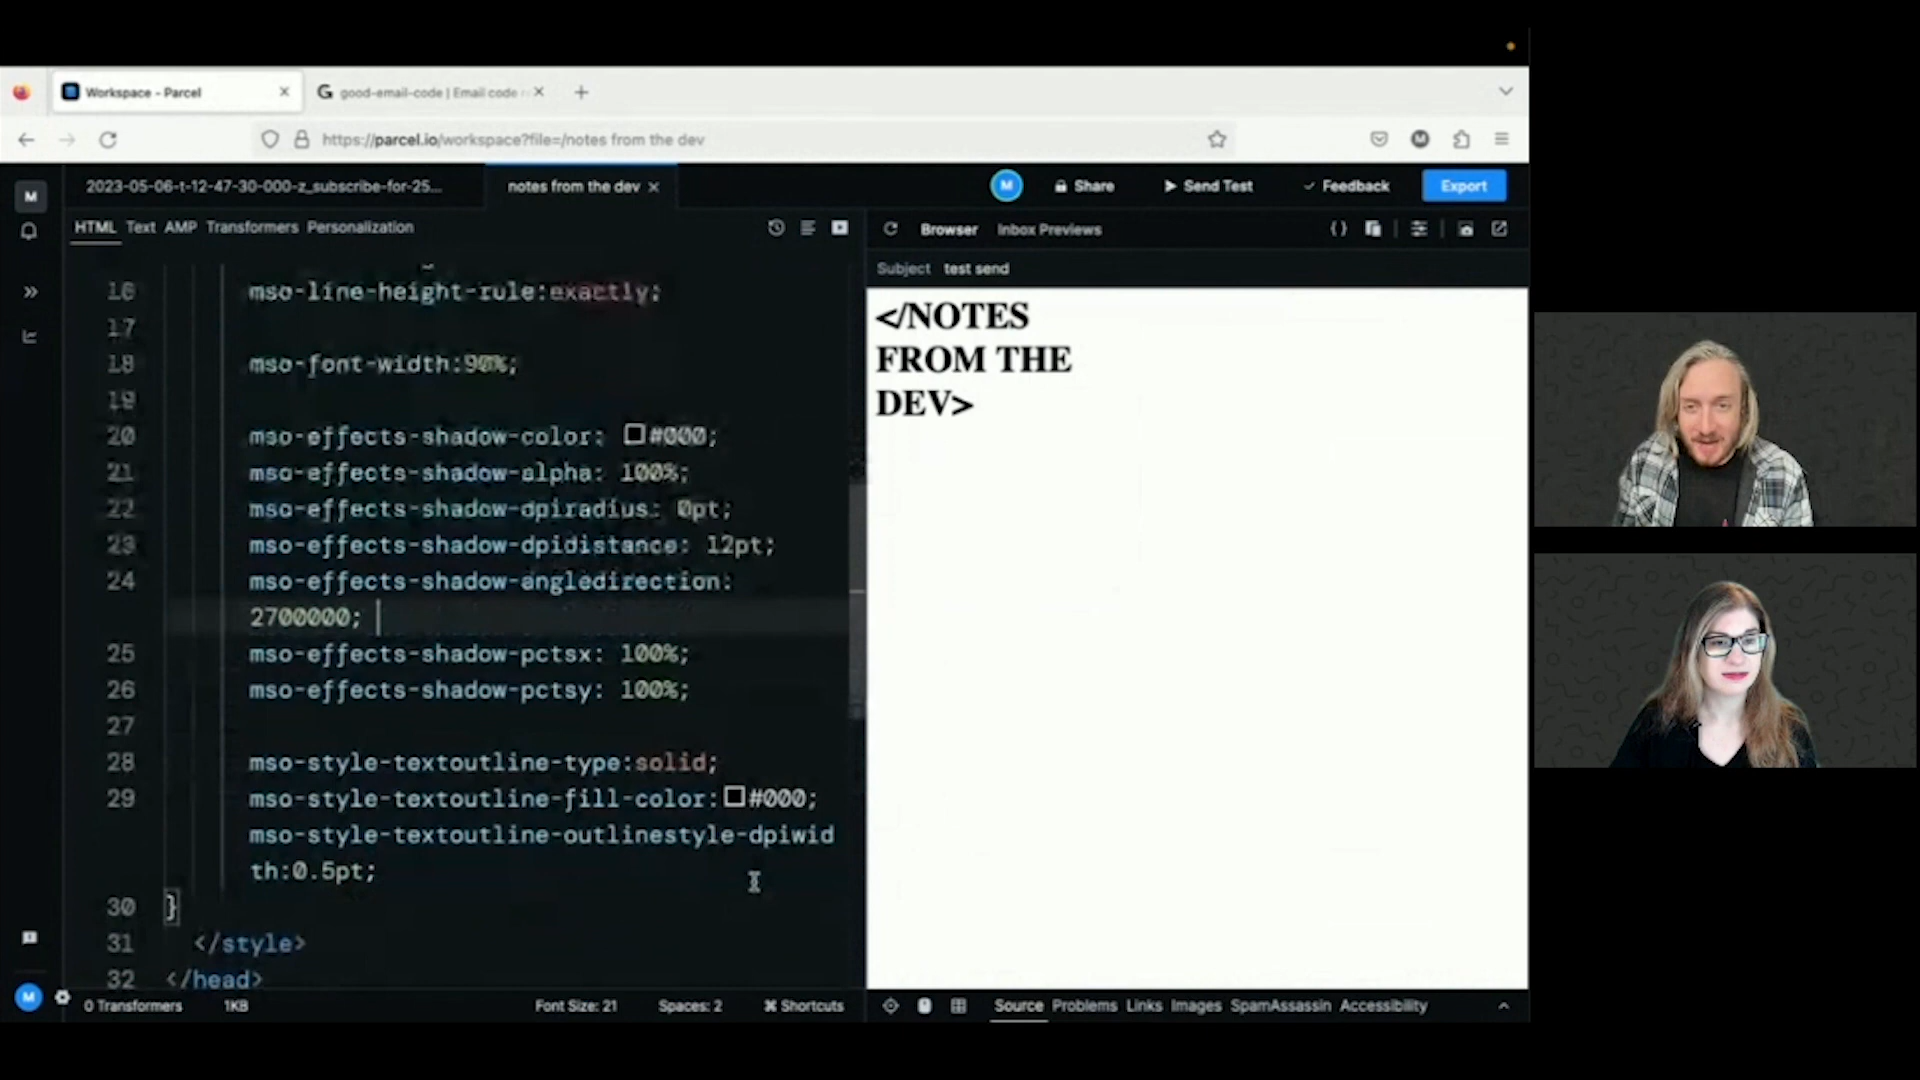 Workspace - Parcel
good-email-code | Email code
https://parcel.io/workspace?file=/notes from the dev
M
2023-05-06-t-12-47-30-000-z_subscribe-for-25...
notes from the dev
M
Share
Send Test
Feedback
Export
HTML Text AMP Transformers Personalization
Browser
Inbox Previews
Subject test send
16 mso-line-height-rule:exactly;
17
18 mso-font-width:90%;
19
20 mso-effects-shadow-color: #000;
21 mso-effects-shadow-alpha: 100%;
22 mso-effects-shadow-dpiradius: 0pt;
23 mso-effects-shadow-dpidistance: 12pt;
24 mso-effects-shadow-angledirection:
2700000;
25 mso-effects-shadow-pctsx: 100%;
26 mso-effects-shadow-pctsy: 100%;
27
28 mso-style-textoutline-type:solid;
29 mso-style-textoutline-fill-color:#000;
mso-style-textoutline-outlinestyle-dpiwid
th:0.5pt;
30 }
31 </style>
32 </head>
</NOTES
FROM THE
DEV>
M
0 Transformers
1KB
Font Size: 21
Spaces: 2
⌘ Shortcuts
Source Problems Links Images SpamAssassin Accessibility